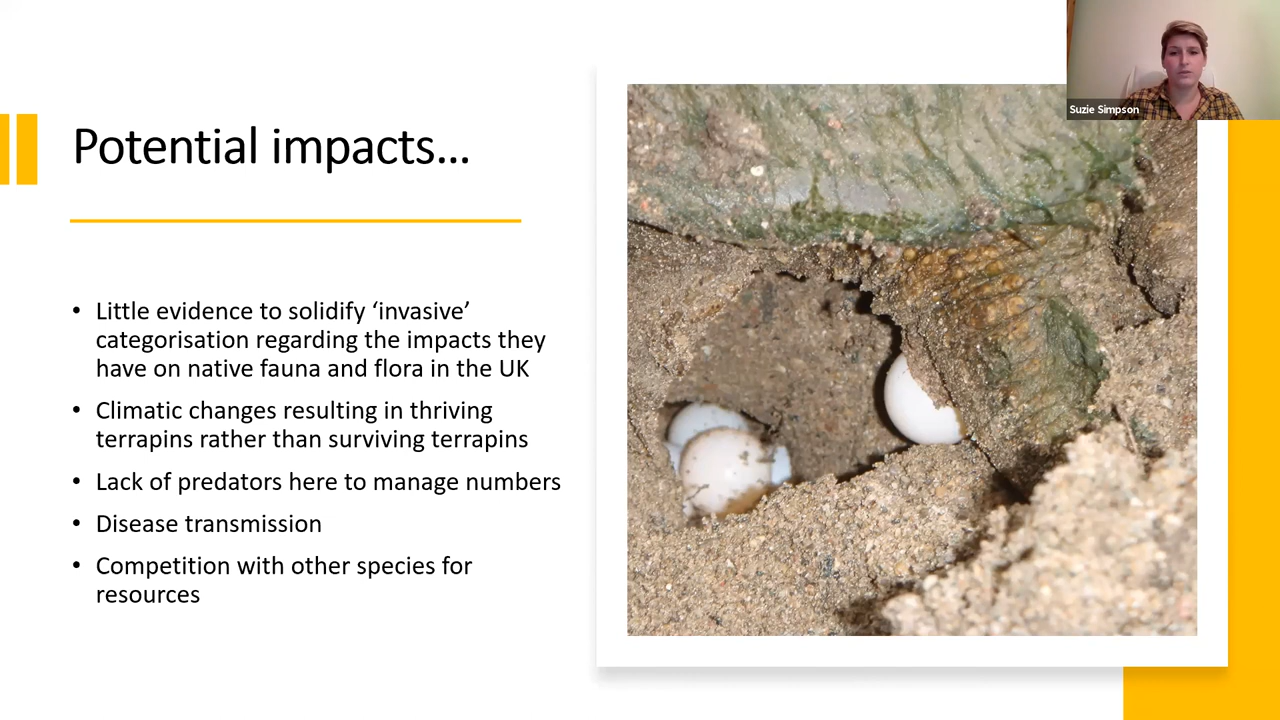 Potential impacts...
Suzie Simpson
• Little evidence to solidify ‘invasive’
categorisation regarding the impacts they
have on native fauna and flora in the UK
• Climatic changes resulting in thriving
terrapins rather than surviving terrapins
• Lack of predators here to manage numbers
• Disease transmission
• Competition with other species for
resources